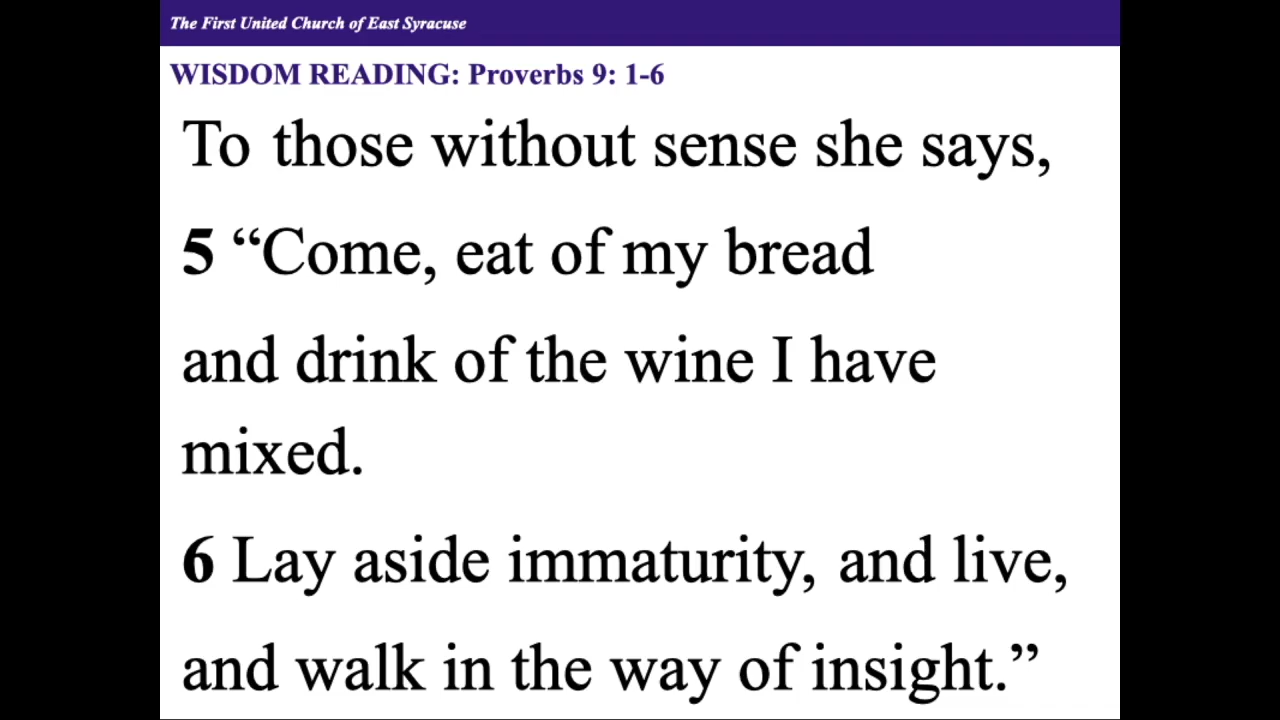 The First United Church of East Syracuse
WISDOM READING: Proverbs 9: 1-6
To those without sense she says,
5 “Come, eat of my bread
and drink of the wine I have
mixed.
6 Lay aside immaturity, and live,
and walk in the way of insight.”